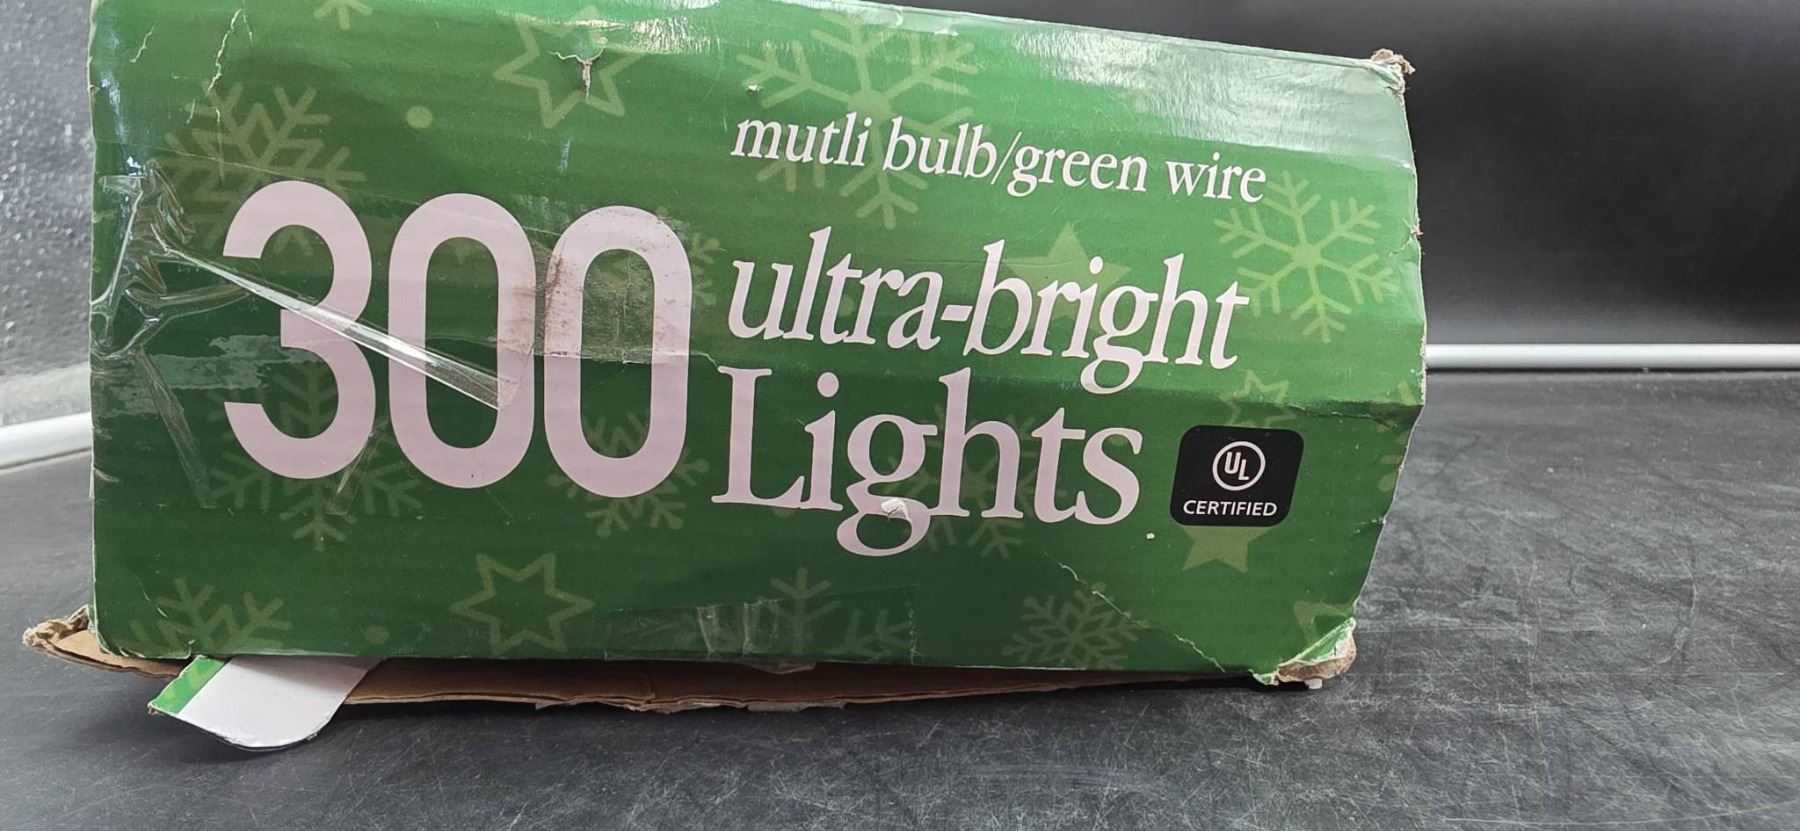 mutli bulb/green wire
300 ultra-bright
Lights
UL
CERTIFIED